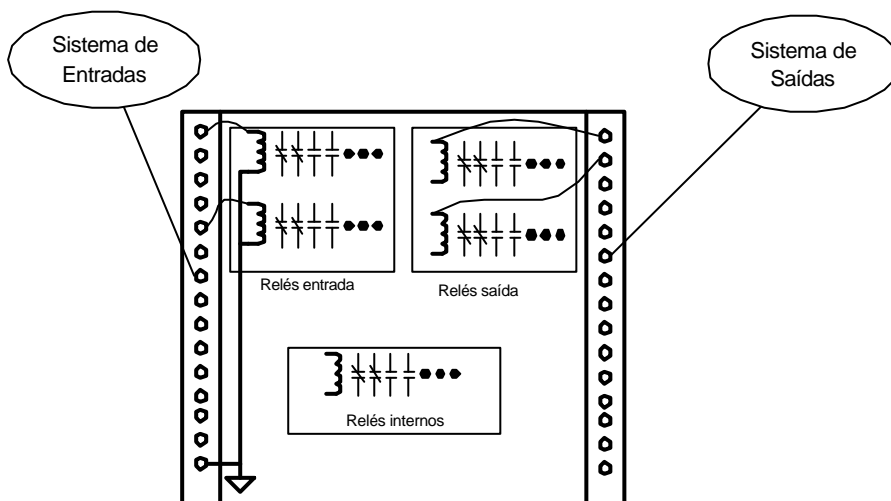 Sistema de
Entradas
Sistema de
Saídas
Relés entrada
Relés saída
Relés internos